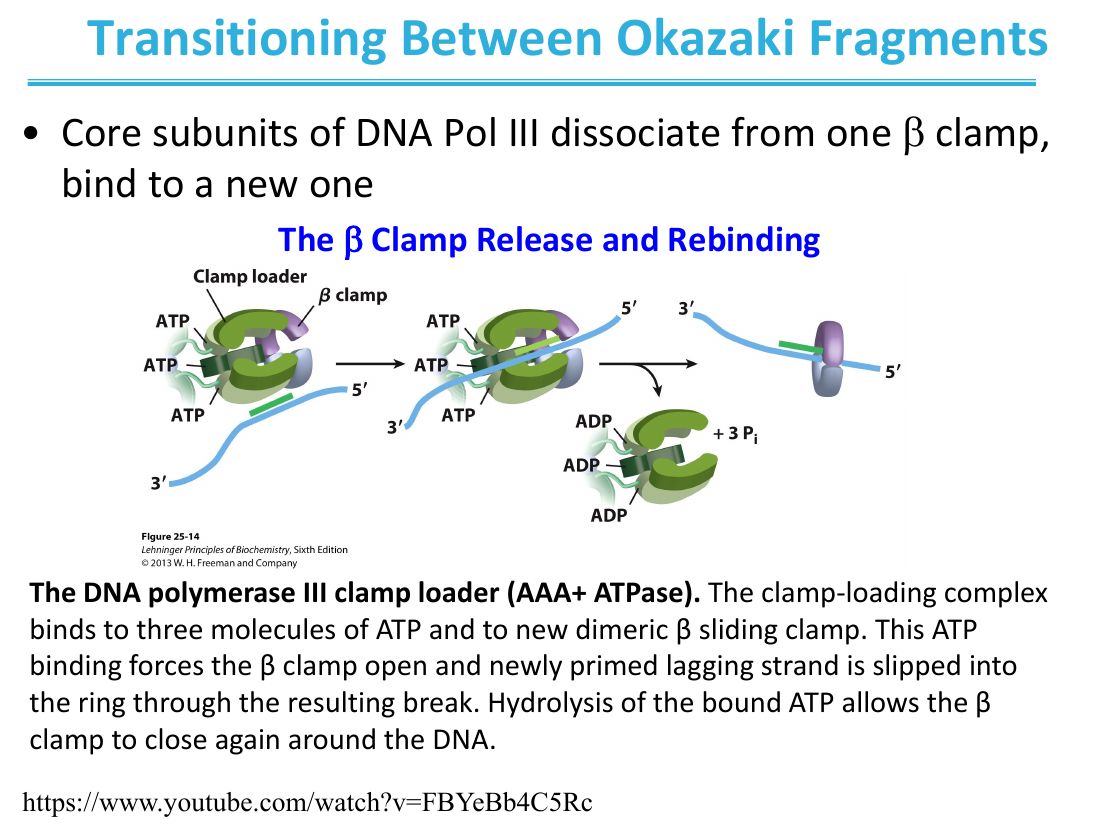 Transitioning Between Okazaki Fragments
• Core subunits of DNA Pol III dissociate from one β clamp,
bind to a new one
The β Clamp Release and Rebinding
Clamp loader
β clamp
ATP
ATP
ATP
5′
3′
ATP
ATP
ATP
5′
3′
3′
5′
ADP
ADP
ADP
+ 3 Pi
Figure 25-14
Lehninger Principles of Biochemistry, Sixth Edition
© 2013 W. H. Freeman and Company
The DNA polymerase III clamp loader (AAA+ ATPase). The clamp-loading complex
binds to three molecules of ATP and to new dimeric β sliding clamp. This ATP
binding forces the β clamp open and newly primed lagging strand is slipped into
the ring through the resulting break. Hydrolysis of the bound ATP allows the β
clamp to close again around the DNA.
https://www.youtube.com/watch?v=FBYeBb4C5Rc